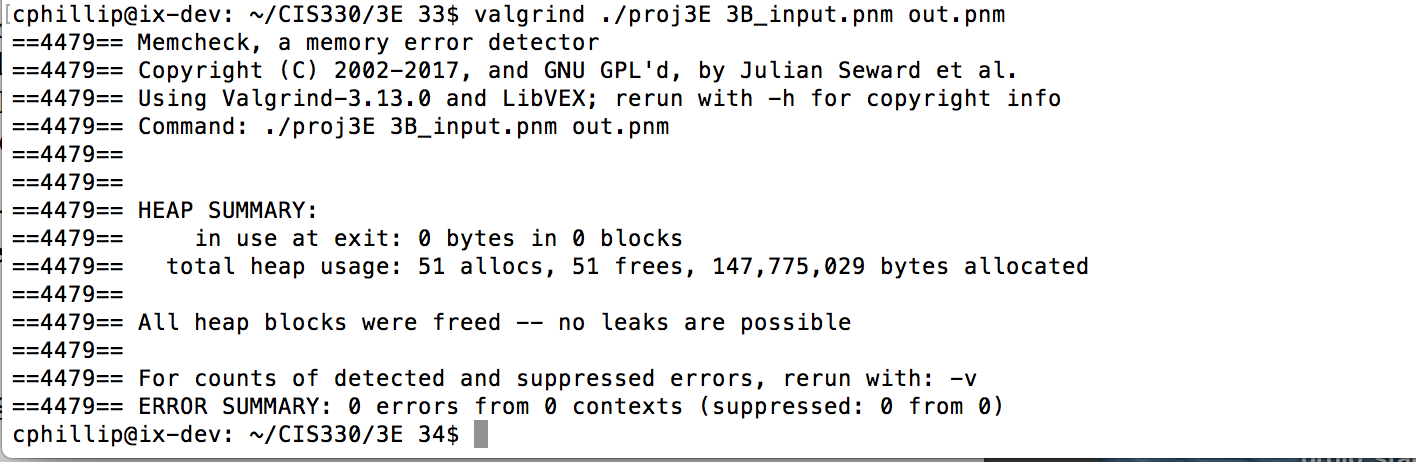 [cphillip@ix-dev: ~/CIS330/3E 33$ valgrind ./proj3E 3B_input.pnm out.pnm
==4479== Memcheck, a memory error detector
==4479== Copyright (C) 2002-2017, and GNU GPL'd, by Julian Seward et al.
==4479== Using Valgrind-3.13.0 and LibVEX; rerun with -h for copyright info
==4479== Command: ./proj3E 3B_input.pnm out.pnm
==4479==
==4479==
==4479== HEAP SUMMARY:
==4479==     in use at exit: 0 bytes in 0 blocks
==4479==   total heap usage: 51 allocs, 51 frees, 147,775,029 bytes allocated
==4479==
==4479== All heap blocks were freed -- no leaks are possible
==4479==
==4479== For counts of detected and suppressed errors, rerun with: -v
==4479== ERROR SUMMARY: 0 errors from 0 contexts (suppressed: 0 from 0)
cphillip@ix-dev: ~/CIS330/3E 34$